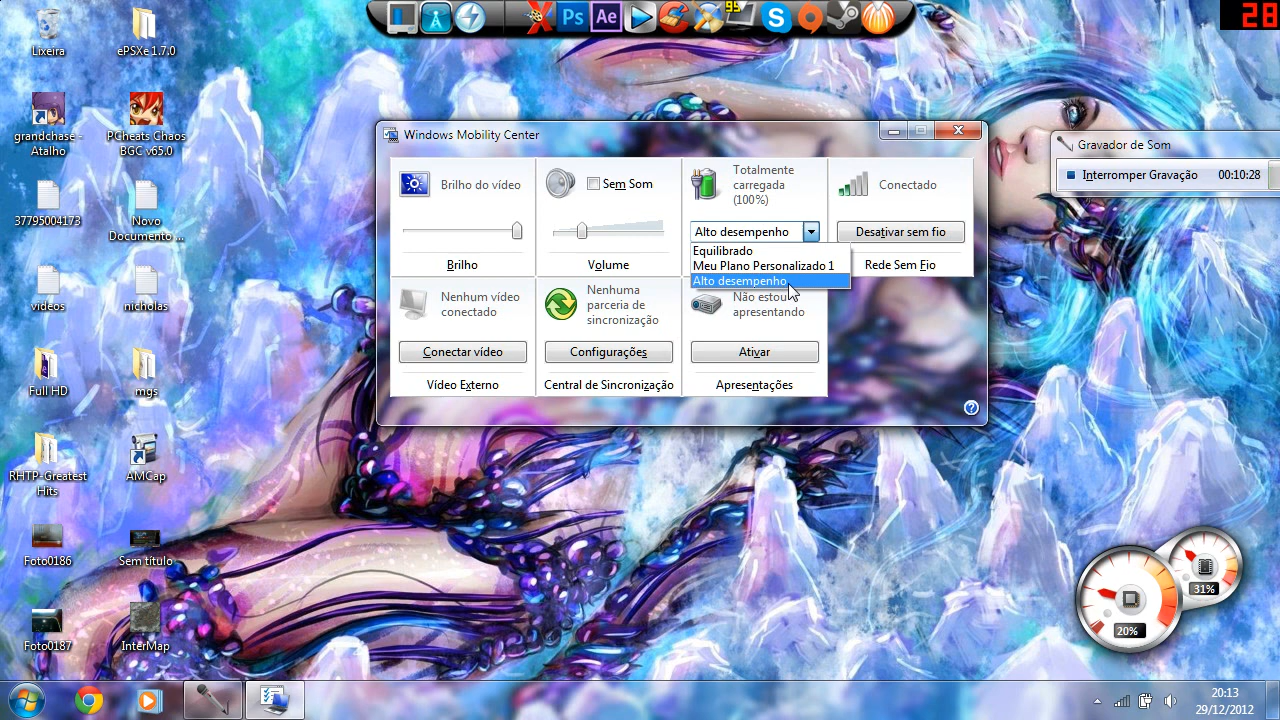 Lixeira
ePSXe 1.7.0
grandchase - Atalho
PCheats Chaos BGC v65.0
37795004173
Novo Documento ...
videos
nicholas
Full HD
mgs
RHTP-Greatest Hits
AMCap
Foto0186
Sem título
Foto0187
InterMap
Ps
Ae
95
28
Windows Mobility Center
Brilho do vídeo
Brilho
Sem Som
Volume
Totalmente
carregada
(100%)
Alto desempenho
Equilibrado
Meu Plano Personalizado 1
Alto desempenho
Conectado
Desativar sem fio
Rede Sem Fio
Nenhum vídeo
conectado
Conectar vídeo
Vídeo Externo
Nenhuma
parceria de
sincronização
Configurações
Central de Sincronização
Não estou
apresentando
Ativar
Apresentações
Gravador de Som
Interromper Gravação
00:10:28
31%
20%
20:13
29/12/2012